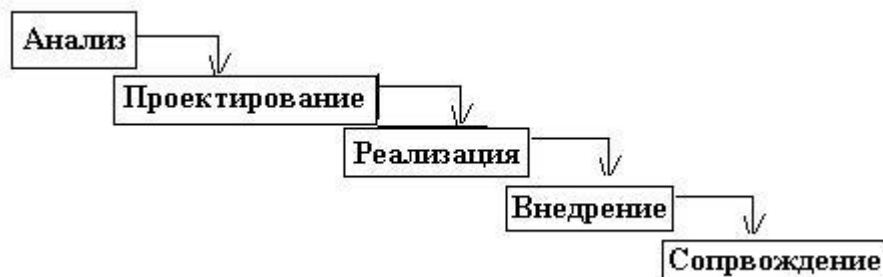 Анализ
Проектирование
Реализация
Внедрение
Сопрвождение